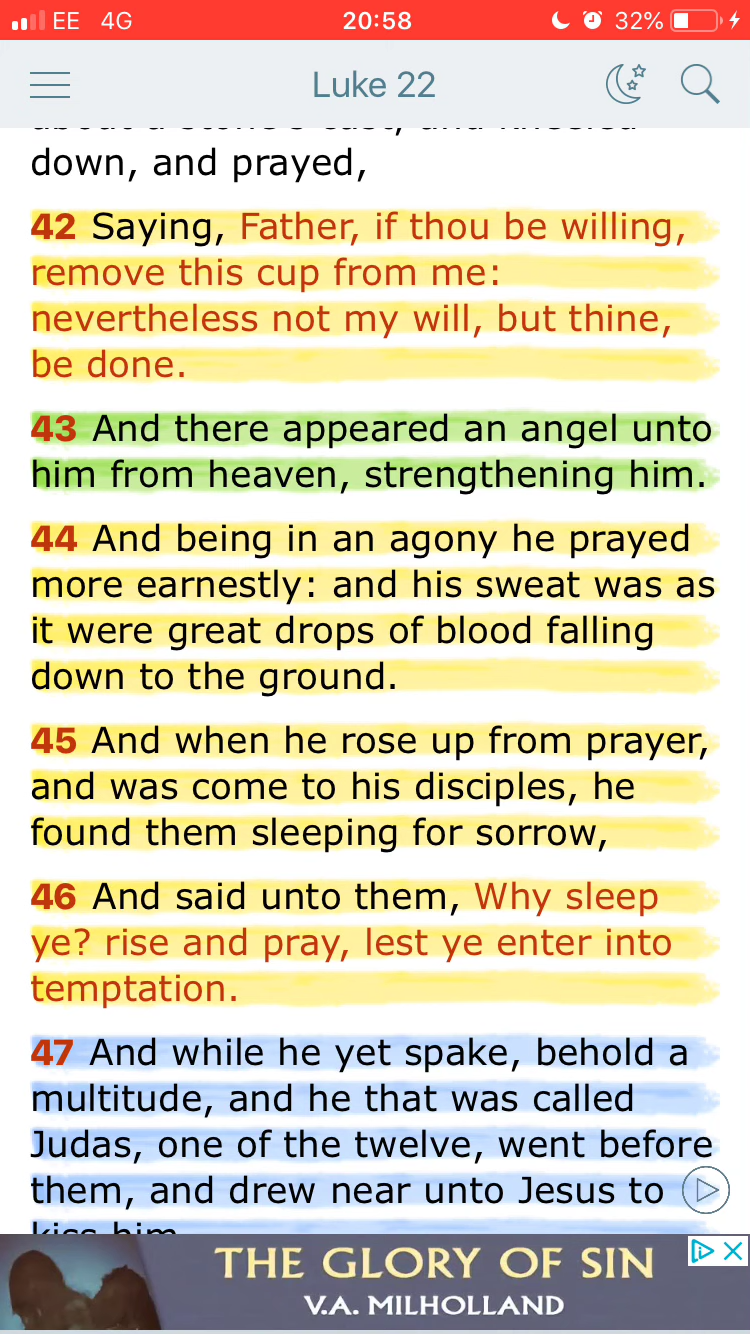 EE 4G 20:58 32%
Luke 22
about a stone's cast, and kneeled
down, and prayed,
42 Saying, Father, if thou be willing,
remove this cup from me:
nevertheless not my will, but thine,
be done.
43 And there appeared an angel unto
him from heaven, strengthening him.
44 And being in an agony he prayed
more earnestly: and his sweat was as
it were great drops of blood falling
down to the ground.
45 And when he rose up from prayer,
and was come to his disciples, he
found them sleeping for sorrow,
46 And said unto them, Why sleep
ye? rise and pray, lest ye enter into
temptation.
47 And while he yet spake, behold a
multitude, and he that was called
Judas, one of the twelve, went before
them, and drew near unto Jesus to
kiss him
THE GLORY OF SIN
V.A. MILHOLLAND